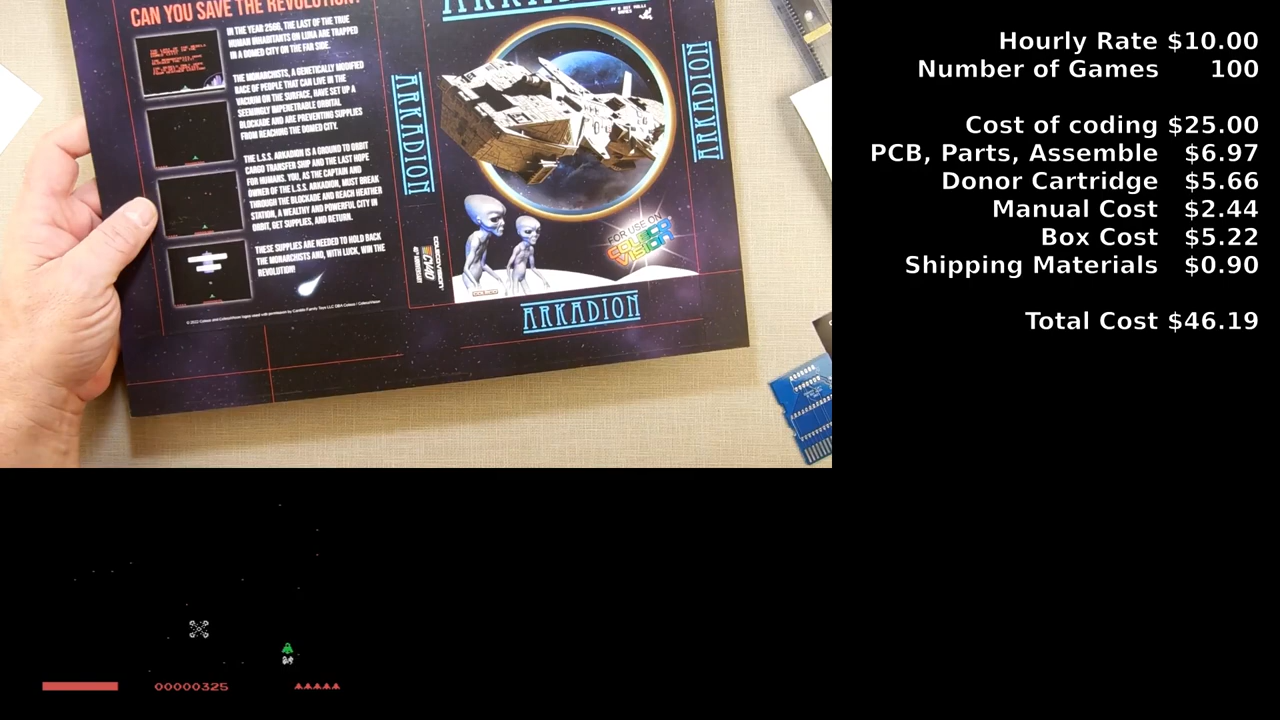 CAN YOU SAVE THE REVOLUTION?
IN THE YEAR 2566, THE LAST OF THE TRUE
HUMAN INHABITANTS ON LUNA ARE TRAPPED
IN A DOMED CITY ON THE FAR SIDE.
THE MONARCHISTS, A GENETICALLY MODIFIED
RACE OF PEOPLE THAT CAN LIVE IN THE
VACUUM ON THE SURFACE, HAVE SET UP A
SEEMINGLY IMPENETRABLE ORBITAL
BLOCKADE AND ARE PREVENTING SUPPLIES
FROM REACHING THE DOMED CITY.
THE L.S.S. ARKADION IS A GROUND TO ORBIT
CARGO TRANSFER SHIP AND THE LAST HOPE
FOR HUMANS. YOU, AS THE CAPTAIN AND
OWNER OF THE L.S.S. ARKADION, MUST BREAK
THROUGH THE BLOCKADE AND REACH HEATHER
STATION, A WEALTHY AND POWERFUL CITY IN
ORBIT, GET SUPPLIES, AND RETURN.
THESE SUPPLIES ARE NEEDED TO HOLD BACK
THE MONARCHISTS AND, WITH LUCK, WIN THE
REVOLUTION!
ARKADION
COLECOVISION
ARKADION
FOR USE ON
COLECO
VISION
ARKADION
ARKADION
Hourly Rate $10.00
Number of Games 100
Cost of coding $25.00
PCB, Parts, Assemble $6.97
Donor Cartridge $5.66
Manual Cost $2.44
Box Cost $5.22
Shipping Materials $0.90
Total Cost $46.19
00000325